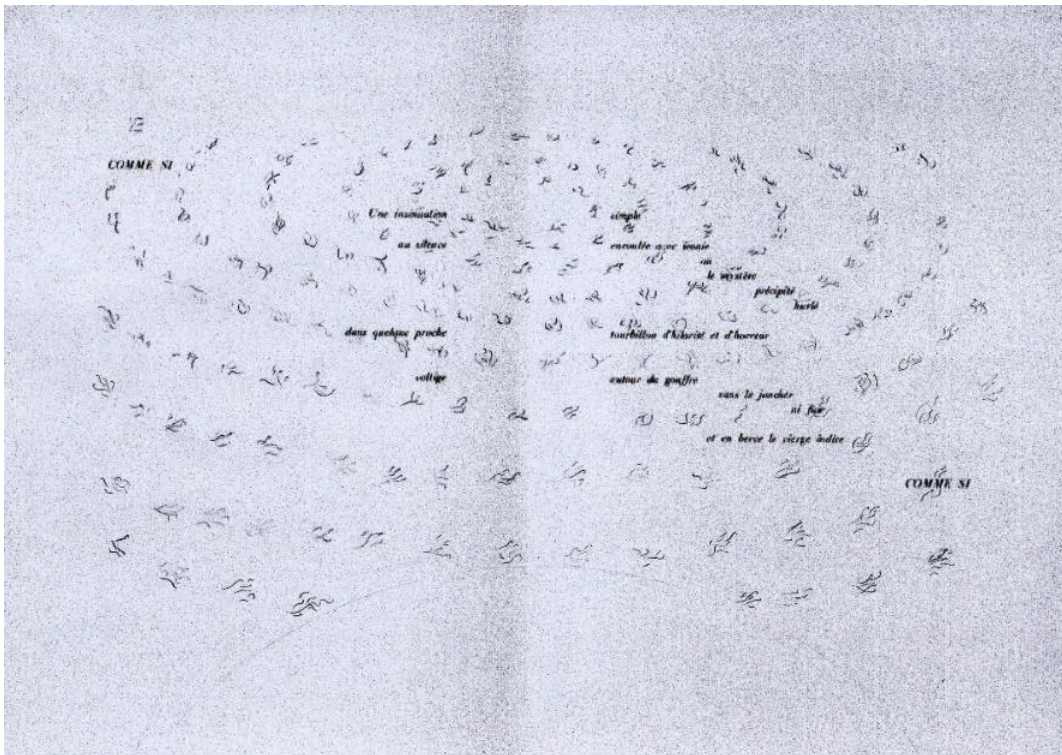 COMME SI
Une insinuation simple
au silence enroulée avec ironie
ou
le mystère
précipité
hurlé
dans quelque proche tourbillon d'hilarité et d'horreur
voltige autour du gouffre
sans le joncher
ni fuir
et en berce le vierge indice
COMME SI